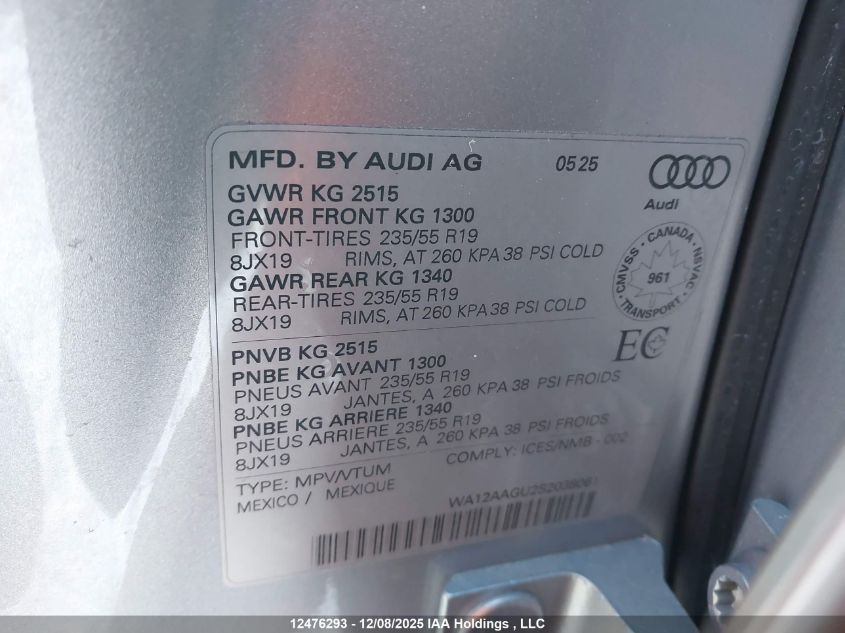 MFD. BY AUDI AG 0525
GVWR KG 2515
GAWR FRONT KG 1300
FRONT-TIRES 235/55 R19
8JX19 RIMS, AT 260 KPA 38 PSI COLD
GAWR REAR KG 1340
REAR-TIRES 235/55 R19
8JX19 RIMS, AT 260 KPA 38 PSI COLD
Audi
CMVSS - CANADA - NSVAC
961
TRANSPORT
EC
PNVB KG 2515
PNBE KG AVANT 1300
PNEUS AVANT 235/55 R19
8JX19 JANTES, A 260 KPA 38 PSI FROIDS
PNBE KG ARRIERE 1340
PNEUS ARRIERE 235/55 R19
8JX19 JANTES, A 260 KPA 38 PSI FROIDS
TYPE: MPV/VTUM COMPLY: ICES/NMB - 002
MEXICO / MEXIQUE
12476293 - 12/08/2025 IAA Holdings , LLC